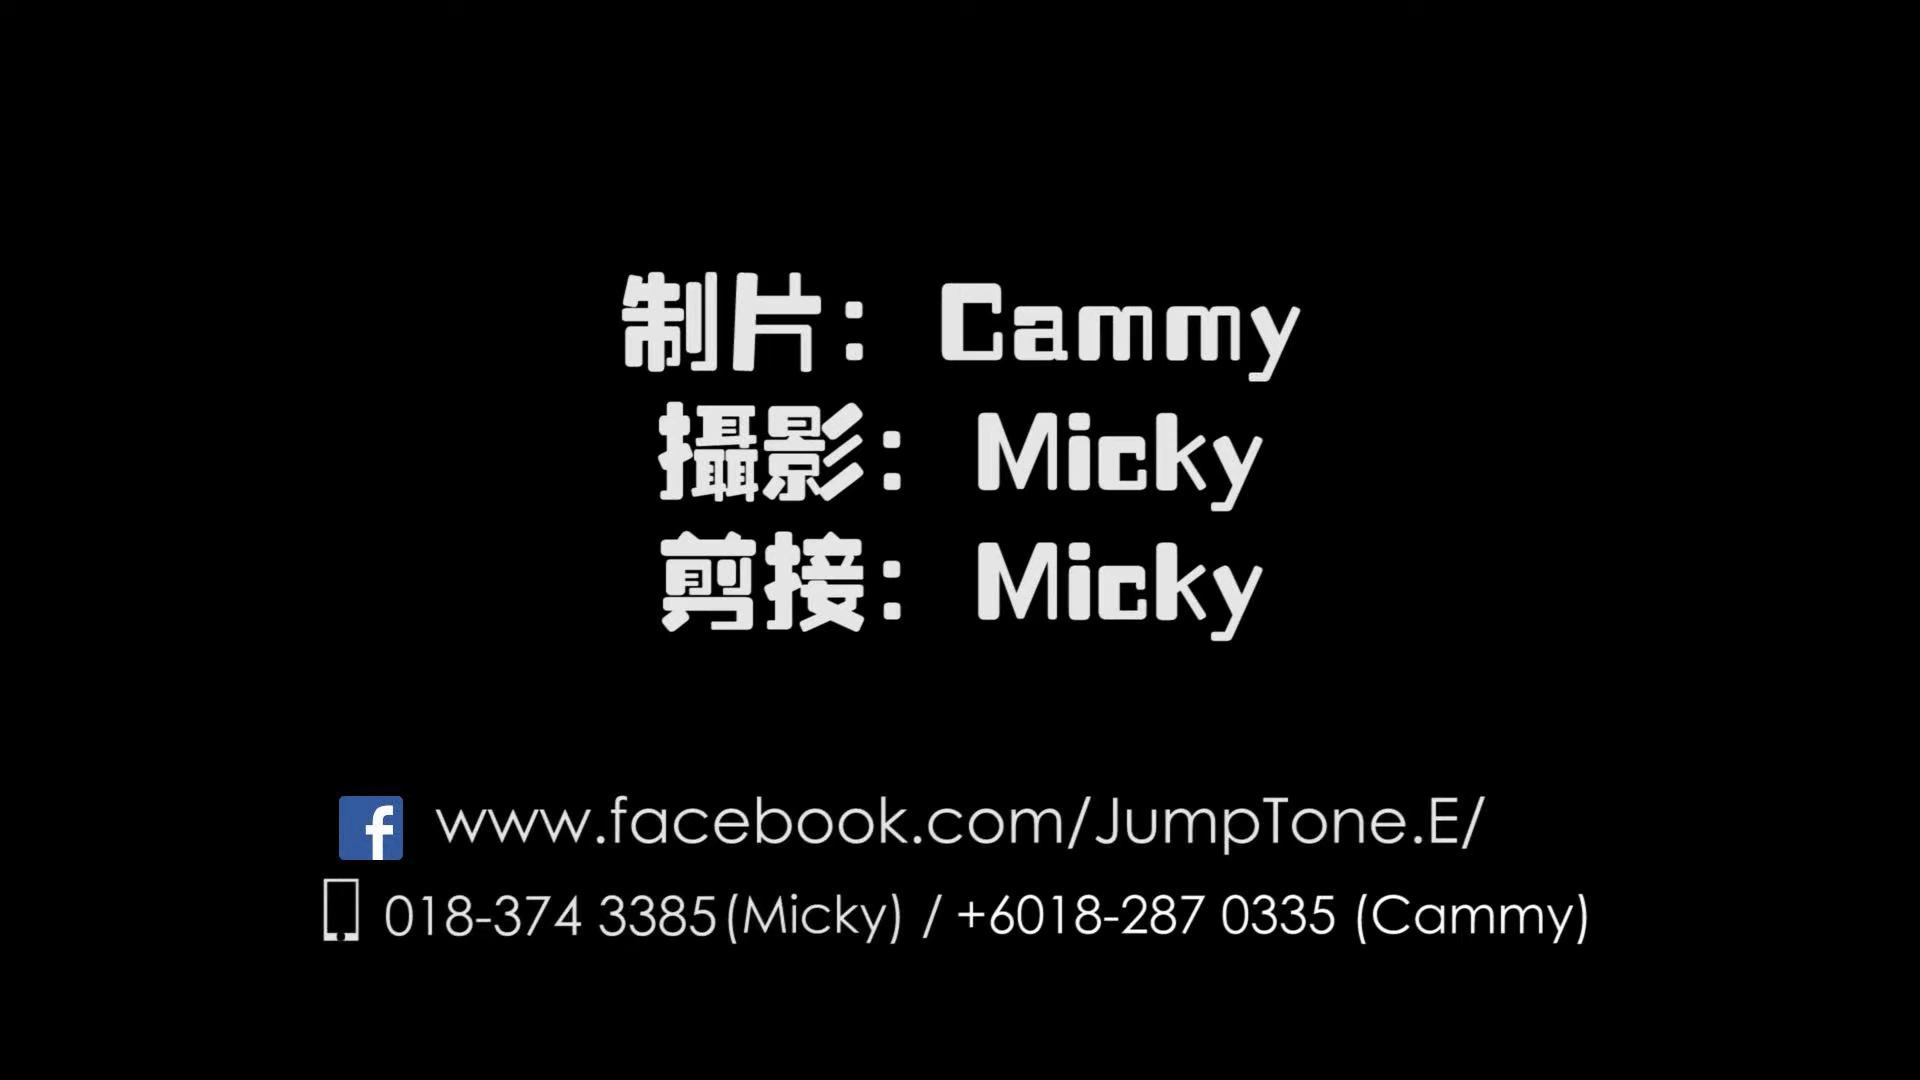 制片：Cammy
攝影：Micky
剪接：Micky
www.facebook.com/JumpTone.E/
018-374 3385(Micky) / +6018-287 0335 (Cammy)